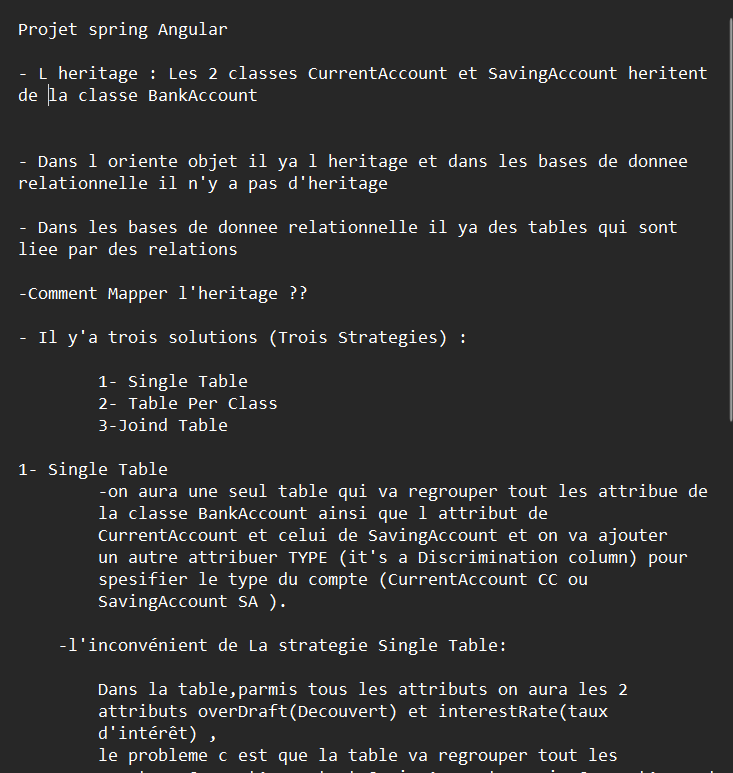 Projet spring Angular
- L heritage : Les 2 classes CurrentAccount et SavingAccount heritent
de la classe BankAccount
- Dans l oriente objet il ya l heritage et dans les bases de donnee
relationnelle il n'y a pas d'heritage
- Dans les bases de donnee relationnelle il ya des tables qui sont
liee par des relations
-Comment Mapper l'heritage ??
- Il y'a trois solutions (Trois Strategies) :
1- Single Table
2- Table Per Class
3-Joind Table
1- Single Table
-on aura une seul table qui va regrouper tout les attribue de
la classe BankAccount ainsi que l attribut de
CurrentAccount et celui de SavingAccount et on va ajouter
un autre attribuer TYPE (it's a Discrimination column) pour
spesifier le type du compte (CurrentAccount CC ou
SavingAccount SA ).
-l'inconvénient de La strategie Single Table:
Dans la table,parmis tous les attributs on aura les 2
attributs overDraft(Decouvert) et interestRate(taux
d'intérêt) ,
le probleme c est que la table va regrouper tout les